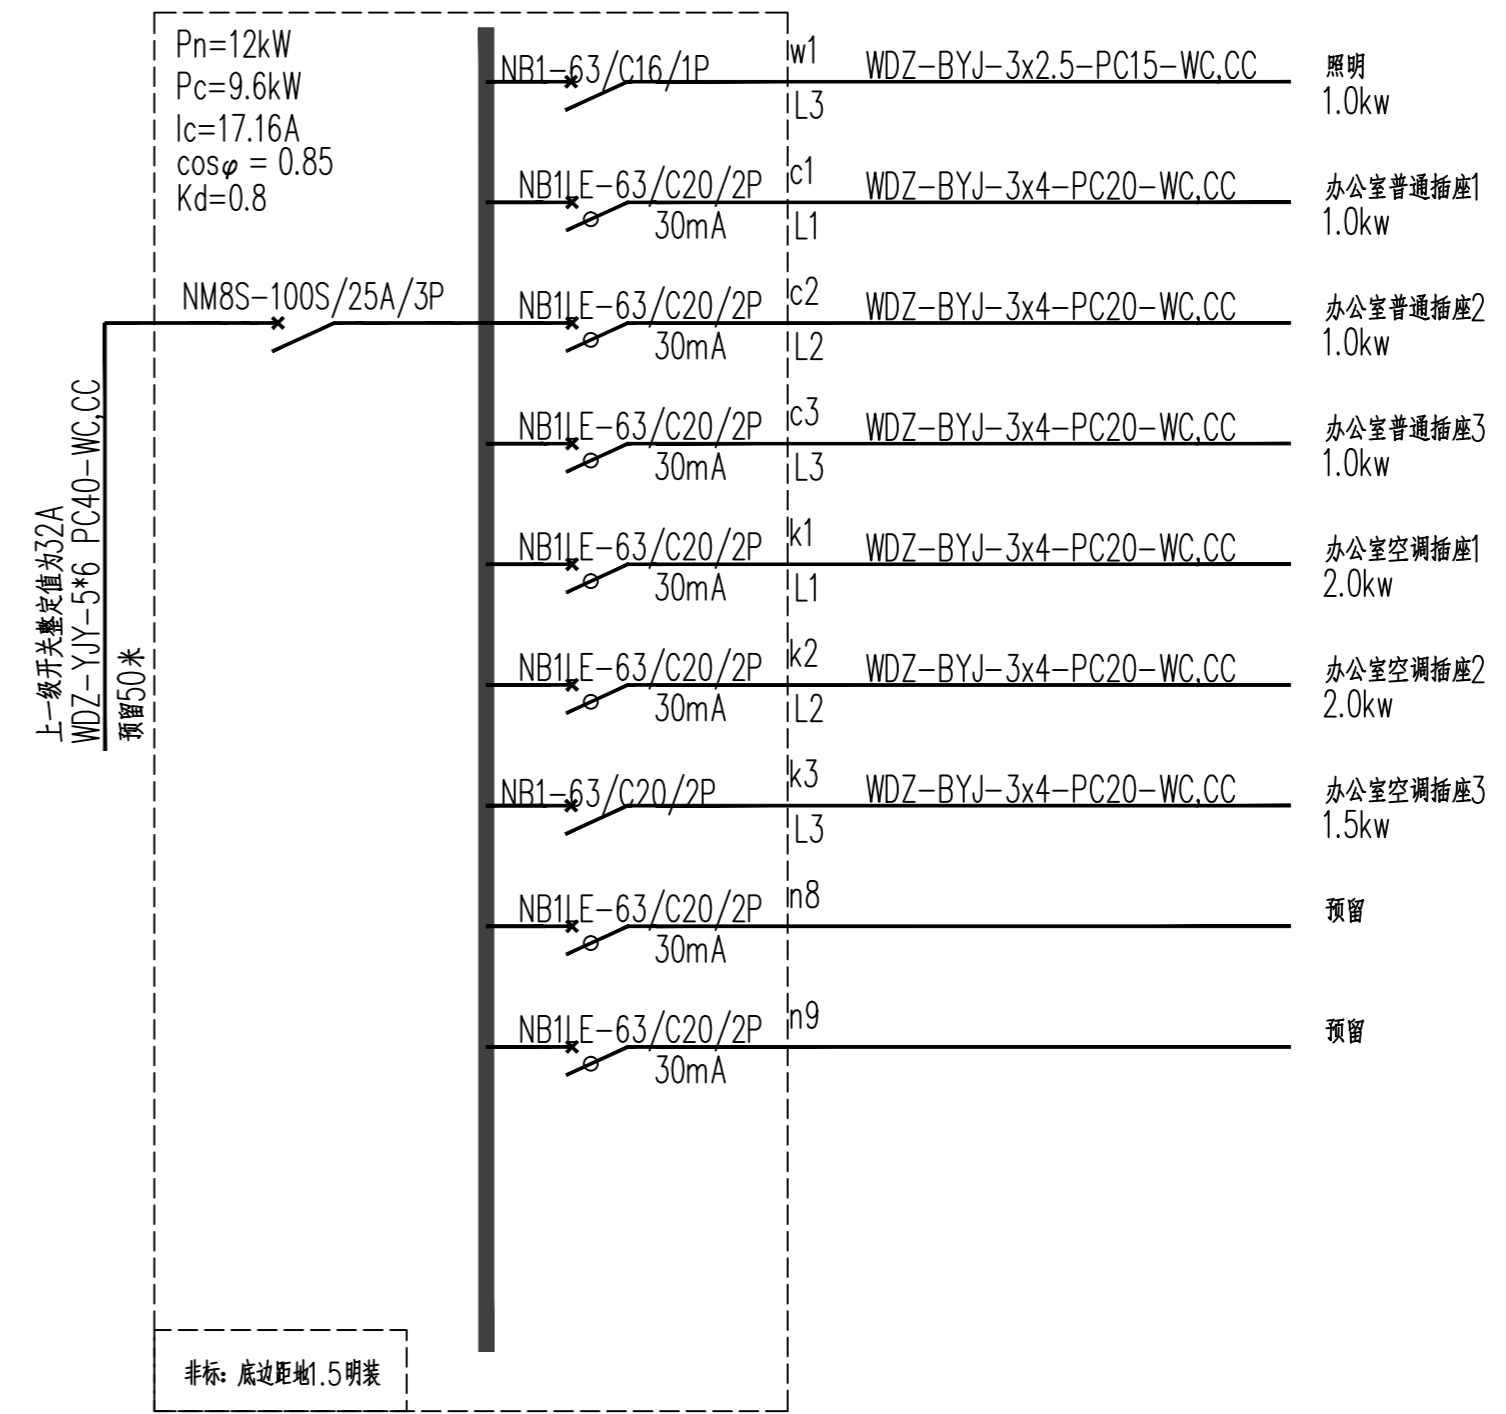 Pn=12kW
Pc=9.6kW
Ic=17.16A
cosφ = 0.85
Kd=0.8
NM8S-100S/25A/3P
上一级开关整定值为32A
WDZ-YJY-5*6 PC40-WC,CC
预留50米
NB1-63/C16/1P w1 WDZ-BYJ-3x2.5-PC15-WC,CC 照明
L3 1.0kw
NB1LE-63/C20/2P c1 WDZ-BYJ-3x4-PC20-WC,CC 办公室普通插座1
30mA L1 1.0kw
NB1LE-63/C20/2P c2 WDZ-BYJ-3x4-PC20-WC,CC 办公室普通插座2
30mA L2 1.0kw
NB1LE-63/C20/2P c3 WDZ-BYJ-3x4-PC20-WC,CC 办公室普通插座3
30mA L3 1.0kw
NB1LE-63/C20/2P k1 WDZ-BYJ-3x4-PC20-WC,CC 办公室空调插座1
30mA L1 2.0kw
NB1LE-63/C20/2P k2 WDZ-BYJ-3x4-PC20-WC,CC 办公室空调插座2
30mA L2 2.0kw
NB1-63/C20/2P k3 WDZ-BYJ-3x4-PC20-WC,CC 办公室空调插座3
L3 1.5kw
NB1LE-63/C20/2P n8 预留
30mA
NB1LE-63/C20/2P n9 预留
30mA
非标：底边距地1.5明装